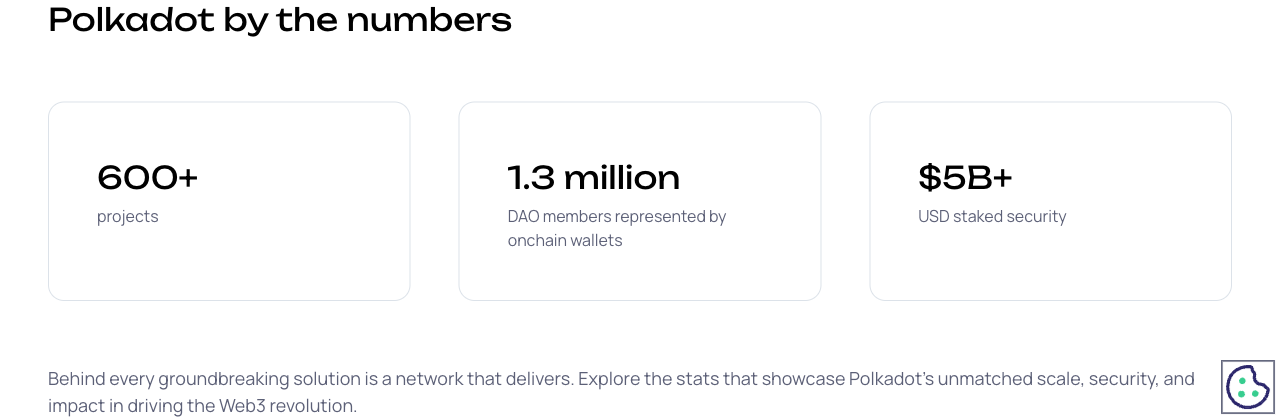 Polkadot by the numbers
600+
projects
1.3 million
DAO members represented by
onchain wallets
$5B+
USD staked security
Behind every groundbreaking solution is a network that delivers. Explore the stats that showcase Polkadot's unmatched scale, security, and
impact in driving the Web3 revolution.